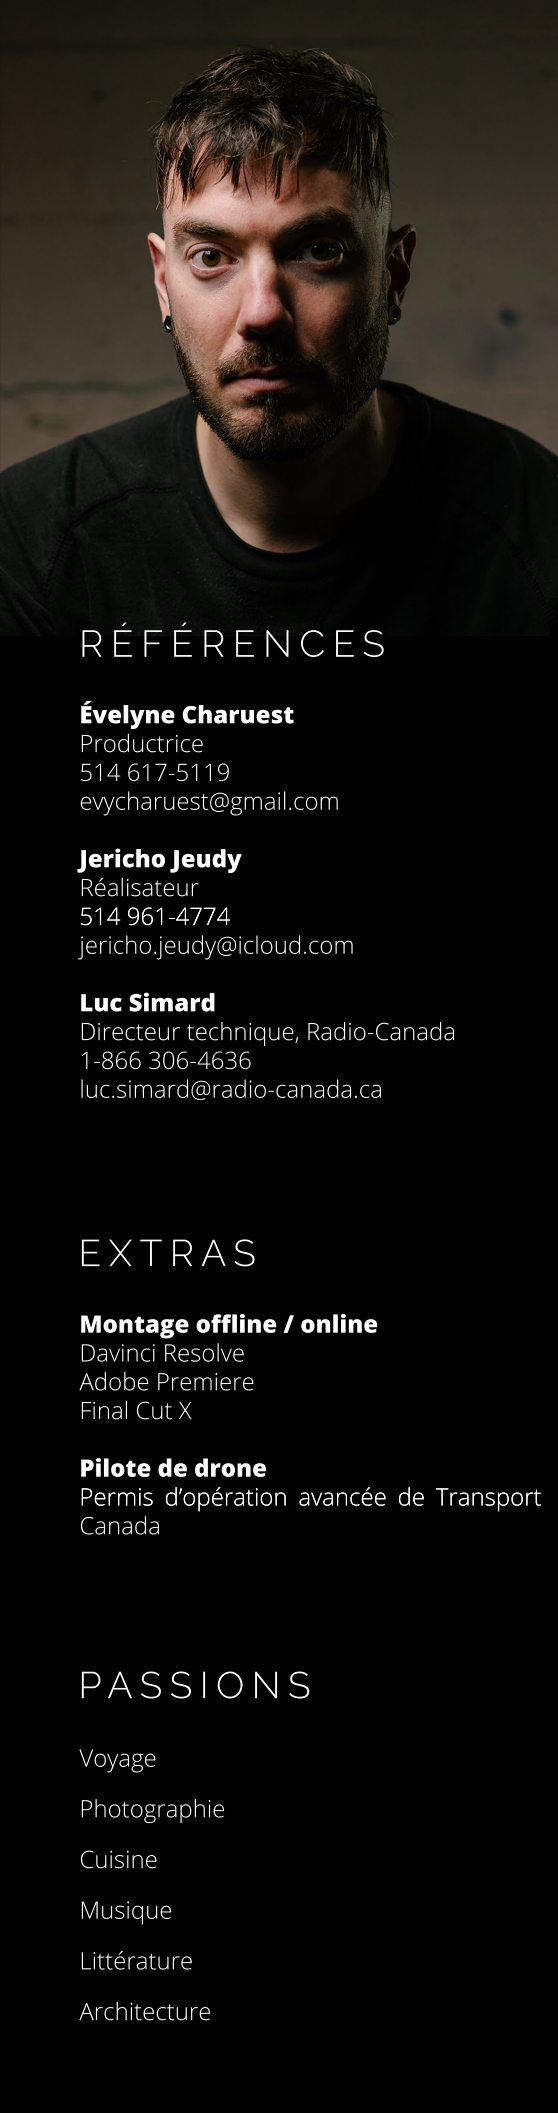 RÉFÉRENCES
Évelyne Charuest
Productrice
514 617-5119
evycharuest@gmail.com
Jericho Jeudy
Réalisateur
514 961-4774
jericho.jeudy@icloud.com
Luc Simard
Directeur technique, Radio-Canada
1-866 306-4636
luc.simard@radio-canada.ca
EXTRAS
Montage offline / online
Davinci Resolve
Adobe Premiere
Final Cut X
Pilote de drone
Permis d’opération avancée de Transport
Canada
PASSIONS
Voyage
Photographie
Cuisine
Musique
Littérature
Architecture